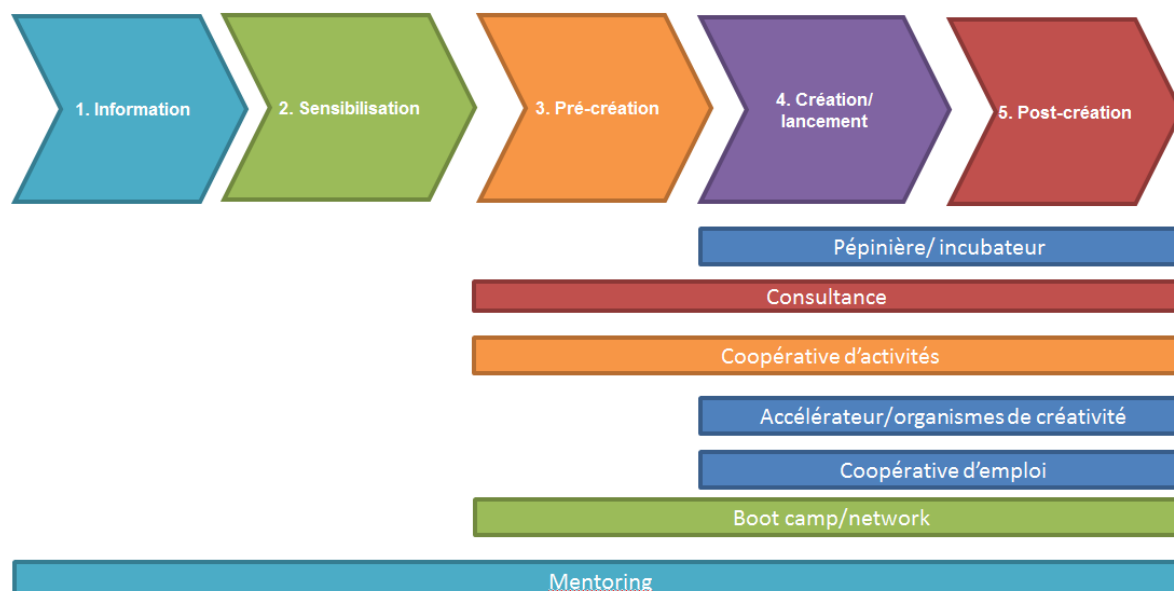 1. Information
2. Sensibilisation
3. Pré-création
4. Création/
lancement
5. Post-création
Pépinière/ incubateur
Consultance
Coopérative d'activités
Accélérateur/organismes de créativité
Coopérative d'emploi
Boot camp/network
Mentoring